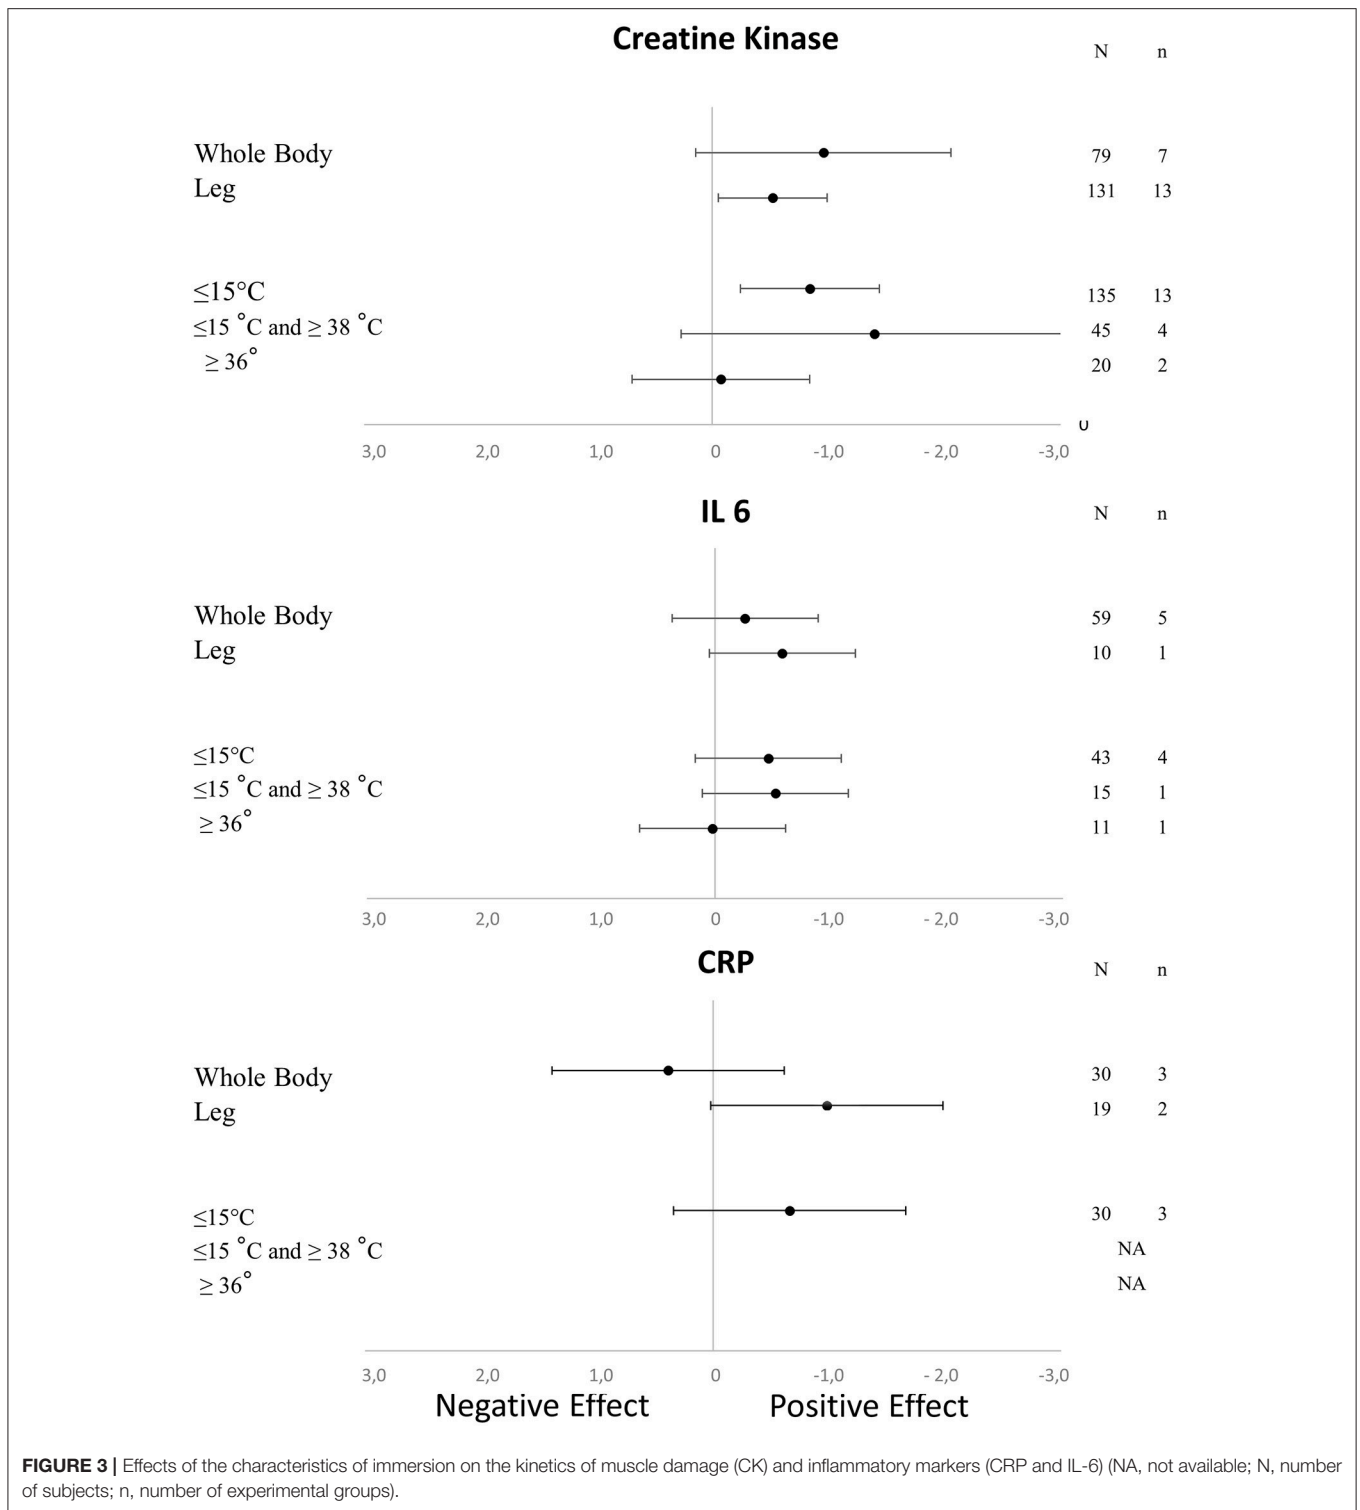 Creatine Kinase
N n
Whole Body 79 7
Leg 131 13
≤15°C 135 13
≤15 °C and ≥ 38 °C 45 4
≥ 36° 20 2
3,0 2,0 1,0 0 -1,0 - 2,0 -3,0
IL 6
N n
Whole Body 59 5
Leg 10 1
≤15°C 43 4
≤15 °C and ≥ 38 °C 15 1
≥ 36° 11 1
3,0 2,0 1,0 0 -1,0 - 2,0 -3,0
CRP
N n
Whole Body 30 3
Leg 19 2
≤15°C 30 3
≤15 °C and ≥ 38 °C NA
≥ 36° NA
3,0 2,0 1,0 0 -1,0 - 2,0 -3,0
Negative Effect Positive Effect
FIGURE 3 | Effects of the characteristics of immersion on the kinetics of muscle damage (CK) and inflammatory markers (CRP and IL-6) (NA, not available; N, number
of subjects; n, number of experimental groups).